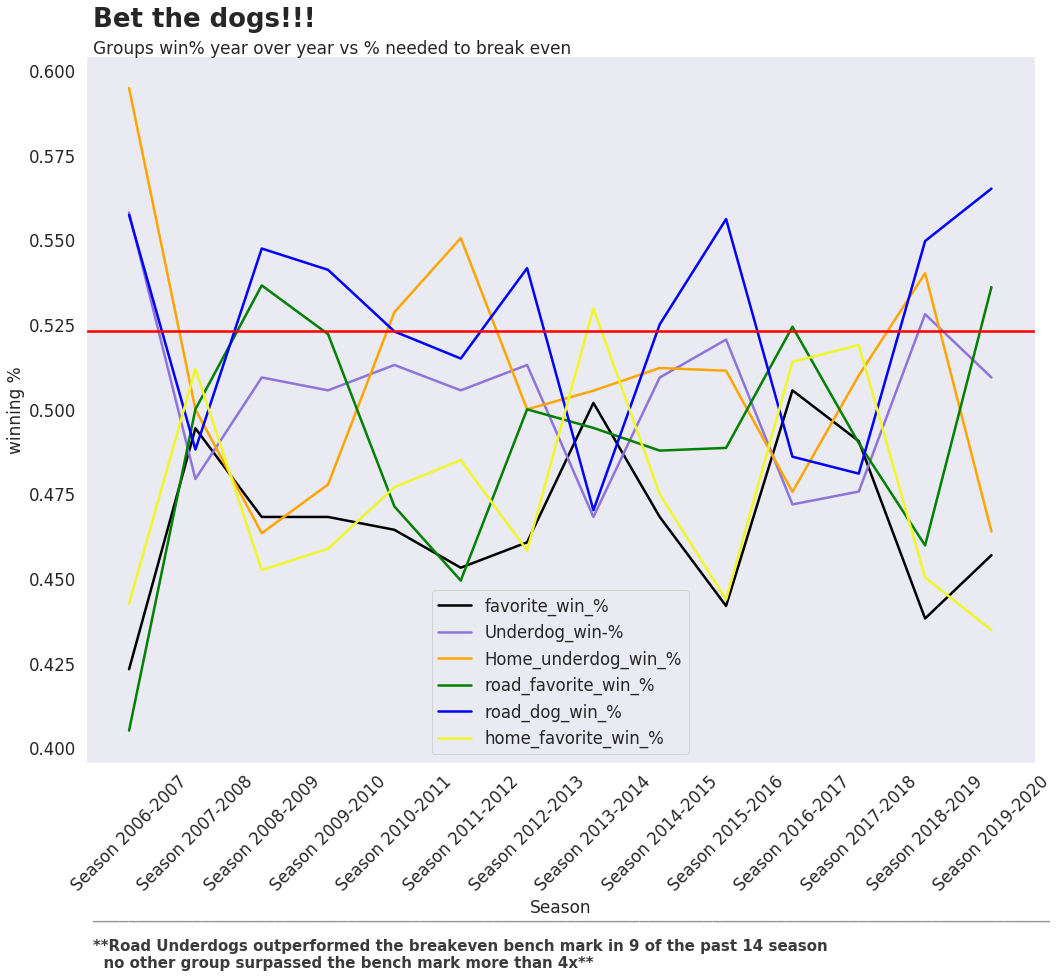 Bet the dogs!!!
Groups win% year over year vs % needed to break even
0.600
0.575
0.550
0.525
0.500
0.475
0.450
0.425
0.400
winning %
favorite_win_%
Underdog_win-%
Home_underdog_win_%
road_favorite_win_%
road_dog_win_%
home_favorite_win_%
Season 2006-2007
Season 2007-2008
Season 2008-2009
Season 2009-2010
Season 2010-2011
Season 2011-2012
Season 2012-2013
Season 2013-2014
Season 2014-2015
Season 2015-2016
Season 2016-2017
Season 2017-2018
Season 2018-2019
Season 2019-2020
Season
**Road Underdogs outperformed the breakeven bench mark in 9 of the past 14 season
no other group surpassed the bench mark more than 4x**